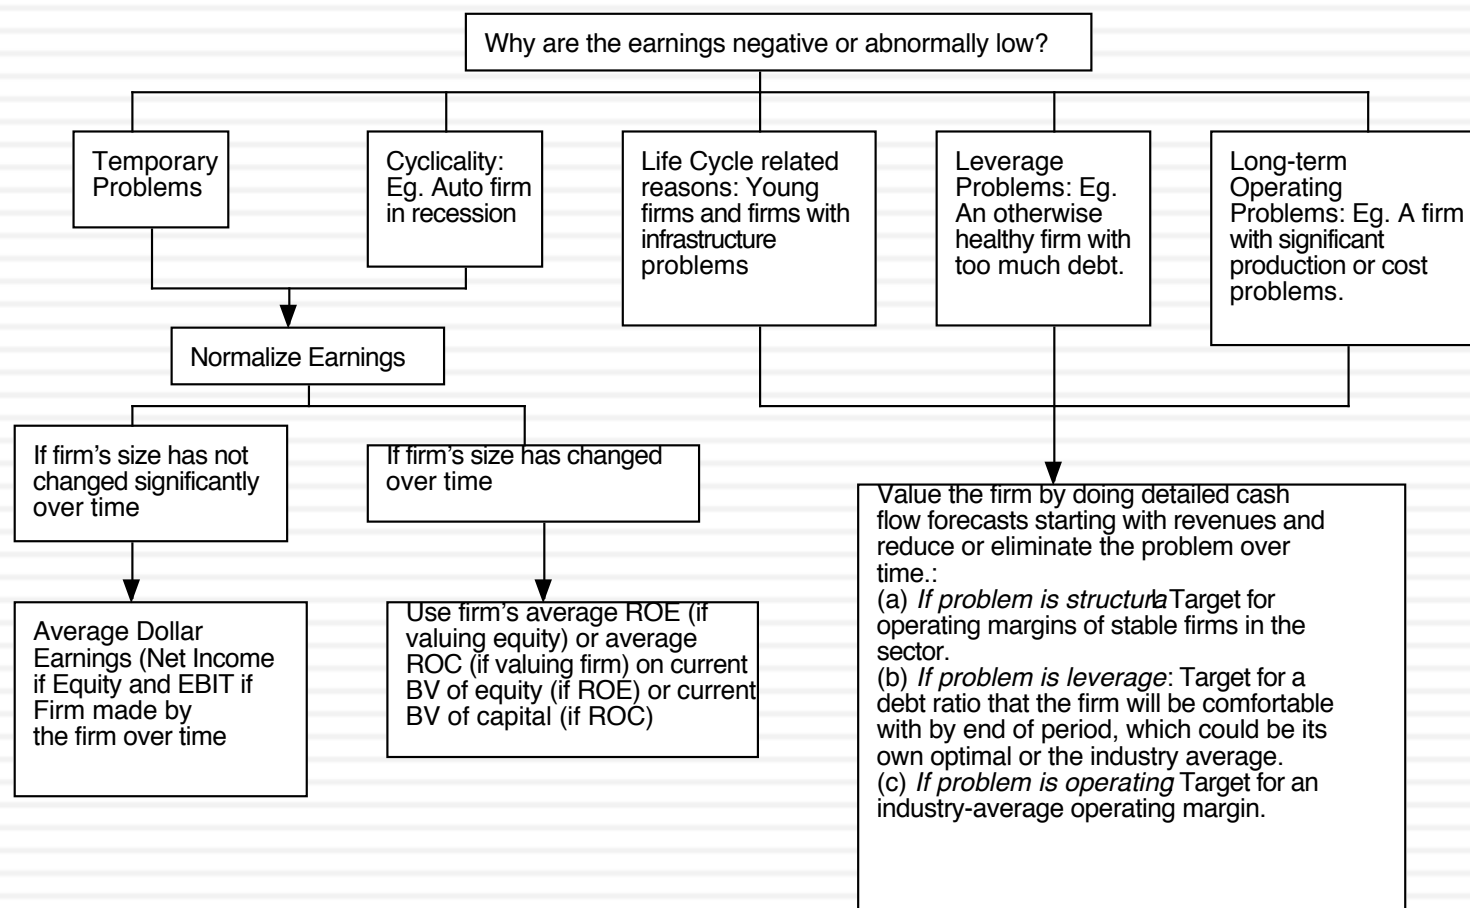 Why are the earnings negative or abnormally low?
Temporary
Problems
Cyclicality:
Eg. Auto firm
in recession
Life Cycle related
reasons: Young
firms and firms with
infrastructure
problems
Leverage
Problems: Eg.
An otherwise
healthy firm with
too much debt.
Long-term
Operating
Problems: Eg. A firm
with significant
production or cost
problems.
Normalize Earnings
If firm's size has not
changed significantly
over time
If firm's size has changed
over time
Average Dollar
Earnings (Net Income
if Equity and EBIT if
Firm made by
the firm over time
Use firm's average ROE (if
valuing equity) or average
ROC (if valuing firm) on current
BV of equity (if ROE) or current
BV of capital (if ROC)
Value the firm by doing detailed cash
flow forecasts starting with revenues and
reduce or eliminate the problem over
time.:
(a) If problem is structural: Target for
operating margins of stable firms in the
sector.
(b) If problem is leverage: Target for a
debt ratio that the firm will be comfortable
with by end of period, which could be its
own optimal or the industry average.
(c) If problem is operating Target for an
industry-average operating margin.